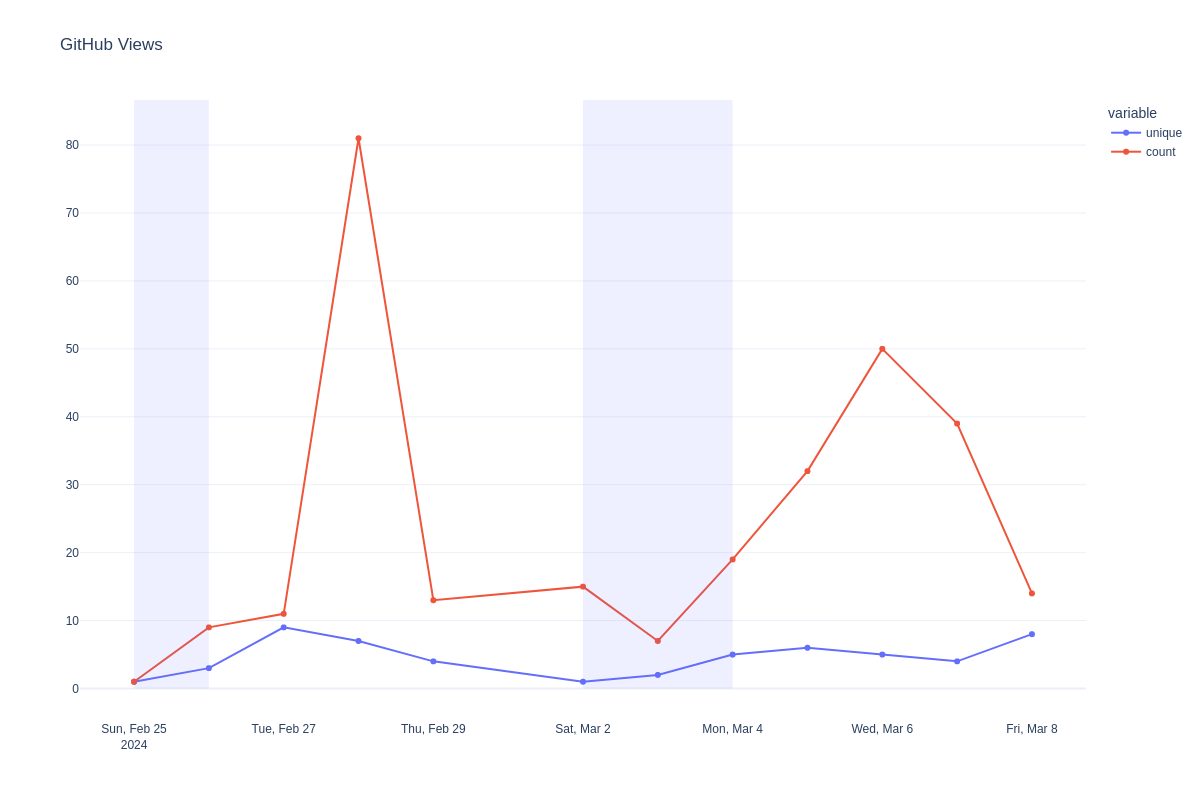 GitHub Views
variable
unique
count
80
70
60
50
40
30
20
10
0
Sun, Feb 25
2024
Tue, Feb 27
Thu, Feb 29
Sat, Mar 2
Mon, Mar 4
Wed, Mar 6
Fri, Mar 8